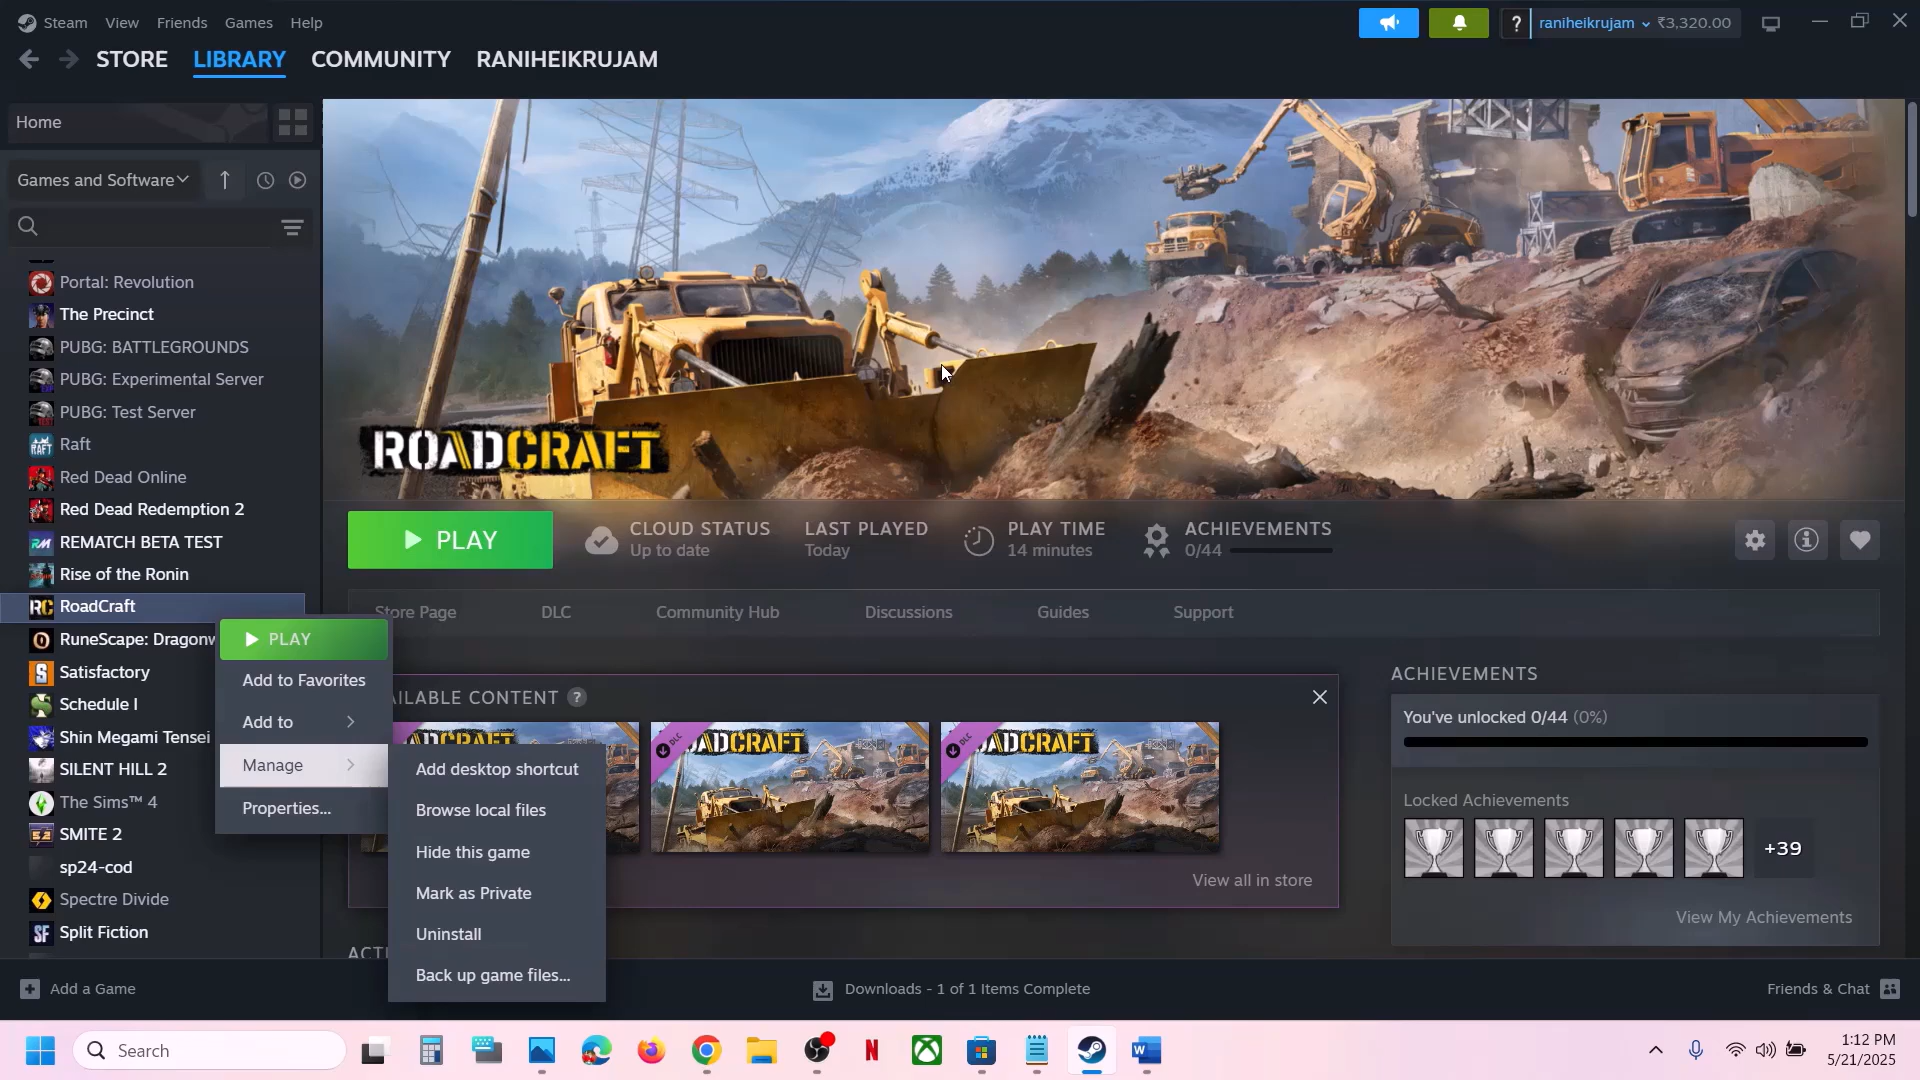 Steam View Friends Games Help
? raniheikrujam ₹3,320.00
STORE LIBRARY COMMUNITY RANIHEIKRUJAM
Home
Games and Software
Portal: Revolution
The Precinct
PUBG: BATTLEGROUNDS
PUBG: Experimental Server
PUBG: Test Server
Raft
Red Dead Online
Red Dead Redemption 2
REMATCH BETA TEST
Rise of the Ronin
RoadCraft
RuneScape: Dragonw
Satisfactory
Schedule I
Shin Megami Tensei
SILENT HILL 2
The Sims™ 4
SMITE 2
sp24-cod
Spectre Divide
Split Fiction
PLAY
Add to Favorites
Add to
Manage
Properties...
Add desktop shortcut
Browse local files
Hide this game
Mark as Private
Uninstall
Back up game files...
ROADCRAFT
PLAY
CLOUD STATUS
Up to date
LAST PLAYED
Today
PLAY TIME
14 minutes
ACHIEVEMENTS
0/44
Store Page DLC Community Hub Discussions Guides Support
AILABLE CONTENT ?
DLC
DLC
View all in store
ACHIEVEMENTS
You've unlocked 0/44 (0%)
Locked Achievements
+39
View My Achievements
Add a Game
Downloads - 1 of 1 Items Complete
Friends & Chat
Search
1:12 PM
5/21/2025